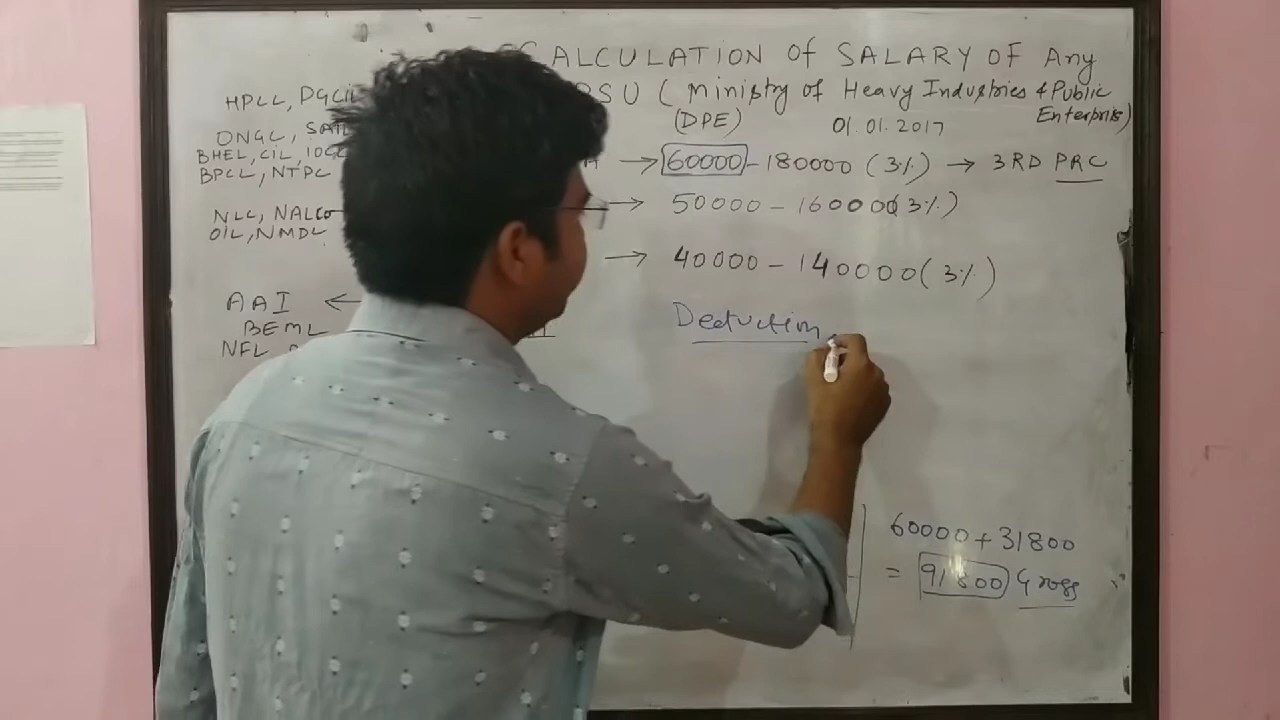 CALCULATION Of SALARY OF Any
HPCL, PGCIL PSU (Ministry of Heavy Industries & Public
Enterpris)
(DPE) 01.01.2017
ONGC, SAIL
BHEL, CIL, IOCL
BPCL, NTPC
→ 60000 - 180000 (3%) → 3RD PRC
NLC, NALCO → 50000 - 160000(3%)
OIL, NMDC
→ 40000 - 140000(3%)
AAI ←
BEML
NFL
Deduction
60000+31800
= 91800 Gross